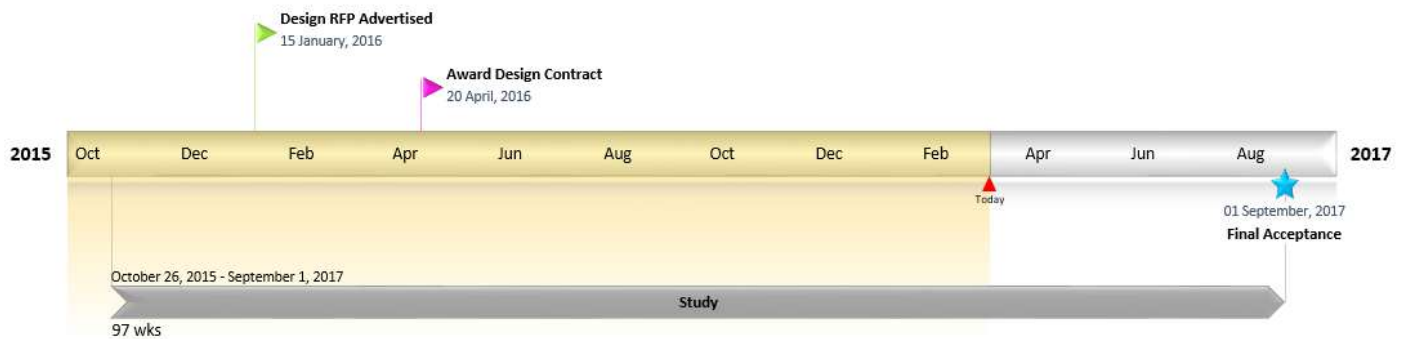 Design RFP Advertised
15 January, 2016
Award Design Contract
20 April, 2016
2015 Oct Dec Feb Apr Jun Aug Oct Dec Feb Apr Jun Aug 2017
Today
01 September, 2017
Final Acceptance
October 26, 2015 - September 1, 2017
Study
97 wks